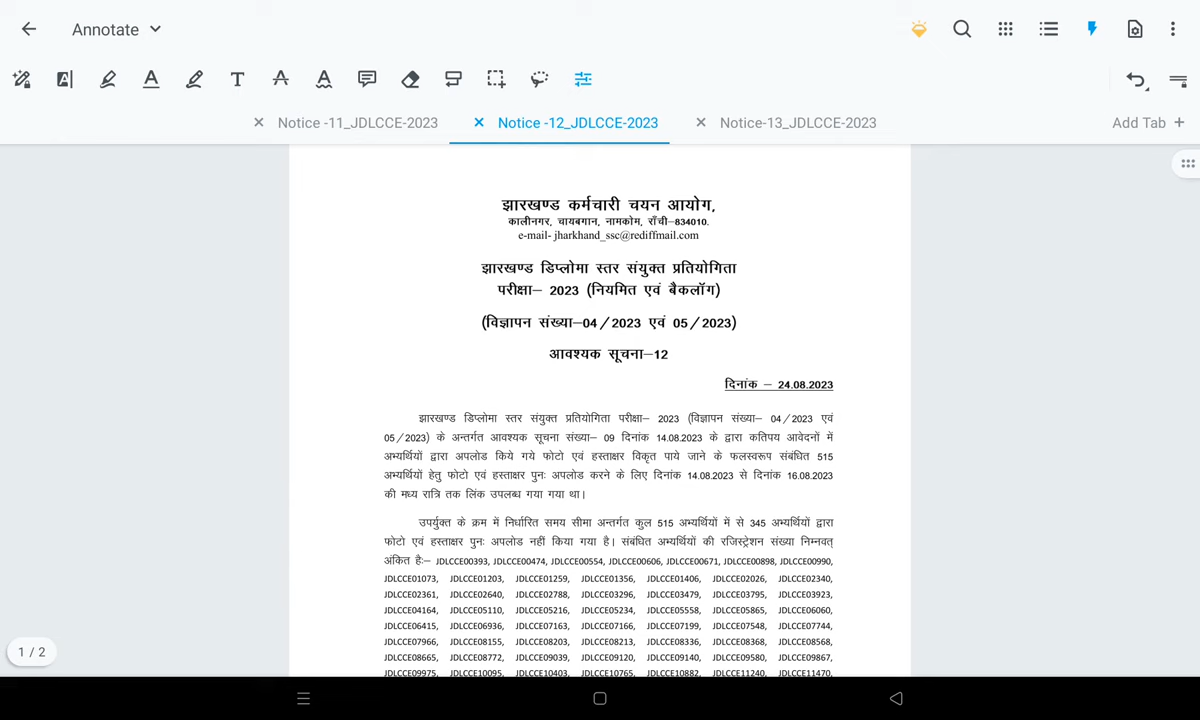 Annotate
Notice -11_JDLCCE-2023
Notice -12_JDLCCE-2023
Notice-13_JDLCCE-2023
Add Tab +
झारखण्ड कर्मचारी चयन आयोग,
कालीनगर, चायबगान, नामकोम, राँची–834010.
e-mail- jharkhand_ssc@rediffmail.com
झारखण्ड डिप्लोमा स्तर संयुक्त प्रतियोगिता
परीक्षा– 2023 (नियमित एवं बैकलॉग)
(विज्ञापन संख्या–04/2023 एवं 05/2023)
आवश्यक सूचना–12
दिनांक – 24.08.2023
झारखण्ड डिप्लोमा स्तर संयुक्त प्रतियोगिता परीक्षा– 2023 (विज्ञापन संख्या– 04/2023 एवं
05/2023) के अन्तर्गत आवश्यक सूचना संख्या– 09 दिनांक 14.08.2023 के द्वारा कतिपय आवेदनों में
अभ्यर्थियों द्वारा अपलोड किये गये फोटो एवं हस्ताक्षर विकृत पाये जाने के फलस्वरूप संबंधित 515
अभ्यर्थियों हेतु फोटो एवं हस्ताक्षर पुनः अपलोड करने के लिए दिनांक 14.08.2023 से दिनांक 16.08.2023
की मध्य रात्रि तक लिंक उपलब्ध गया गया था।
उपर्युक्त के क्रम में निर्धारित समय सीमा अन्तर्गत कुल 515 अभ्यर्थियों में से 345 अभ्यर्थियों द्वारा
फोटो एवं हस्ताक्षर पुनः अपलोड नहीं किया गया है। संबंधित अभ्यर्थियों की रजिस्ट्रेशन संख्या निम्नवत्
अंकित है:– JDLCCE00393, JDLCCE00474, JDLCCE00554, JDLCCE00606, JDLCCE00671, JDLCCE00898, JDLCCE00990,
JDLCCE01073, JDLCCE01203, JDLCCE01259, JDLCCE01356, JDLCCE01406, JDLCCE02026, JDLCCE02340,
JDLCCE02361, JDLCCE02640, JDLCCE02788, JDLCCE03296, JDLCCE03479, JDLCCE03795, JDLCCE03923,
JDLCCE04164, JDLCCE05110, JDLCCE05216, JDLCCE05234, JDLCCE05558, JDLCCE05865, JDLCCE06060,
JDLCCE06415, JDLCCE06936, JDLCCE07163, JDLCCE07166, JDLCCE07199, JDLCCE07548, JDLCCE07744,
JDLCCE07966, JDLCCE08155, JDLCCE08203, JDLCCE08213, JDLCCE08336, JDLCCE08368, JDLCCE08568,
JDLCCE08665, JDLCCE08772, JDLCCE09039, JDLCCE09120, JDLCCE09140, JDLCCE09580, JDLCCE09867,
JDLCCE09975, JDLCCE10095, JDLCCE10403, JDLCCE10765, JDLCCE10882, JDLCCE11240, JDLCCE11470,
1 / 2